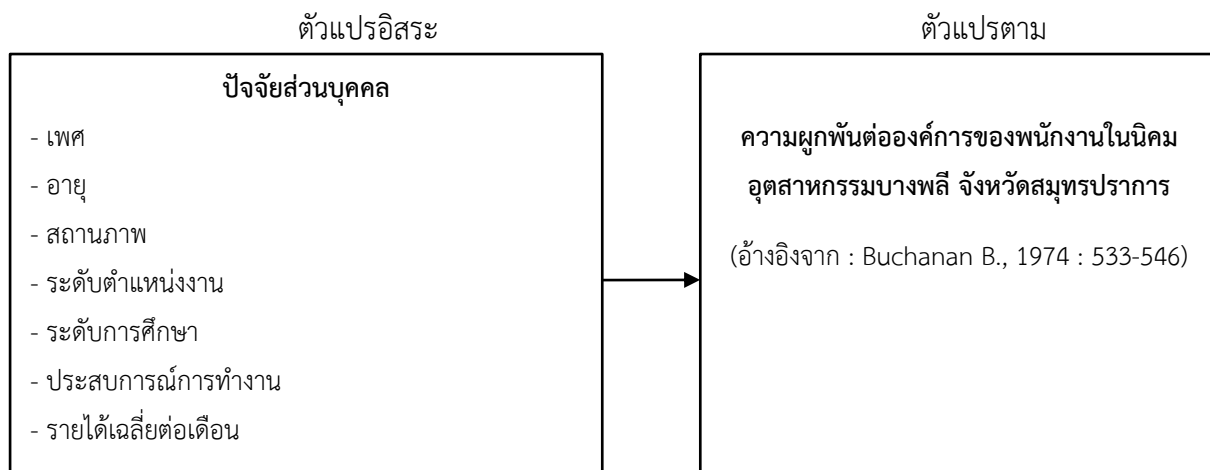 ตัวแปรอิสระ
ปัจจัยส่วนบุคคล
- เพศ
- อายุ
- สถานภาพ
- ระดับตำแหน่งงาน
- ระดับการศึกษา
- ประสบการณ์การทำงาน
- รายได้เฉลี่ยต่อเดือน
ตัวแปรตาม
ความผูกพันต่อองค์การของพนักงานในนิคม
อุตสาหกรรมบางพลี จังหวัดสมุทรปราการ
(อ้างอิงจาก : Buchanan B., 1974 : 533-546)